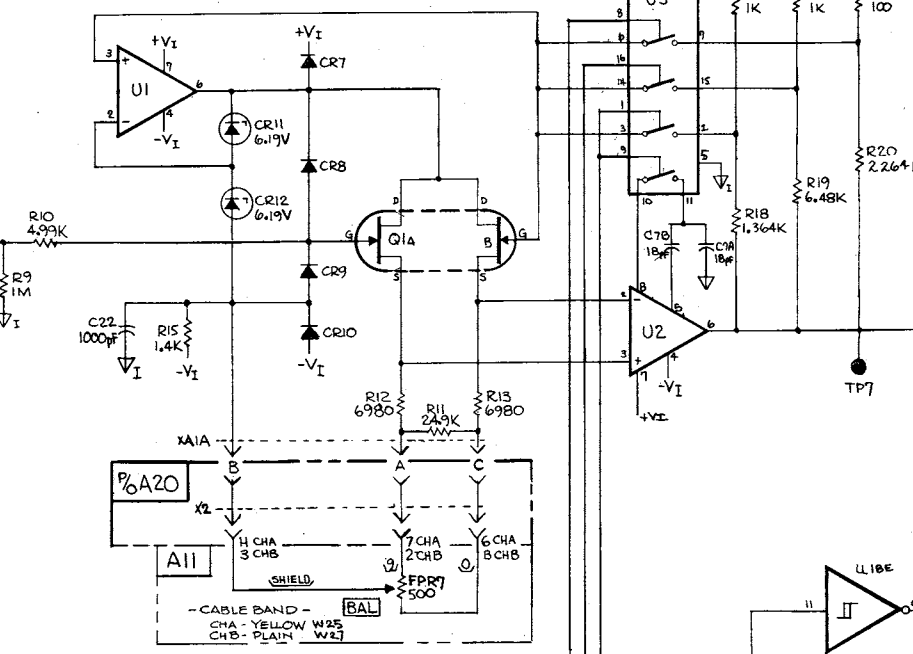 8
U3
1K
1K
100
+VI
+VI
3
+
7
U1
6
2
-
4
-VI
CR7
CR11
6.19V
CR8
CR12
6.19V
6
7
16
14
15
1
3
2
9
5
I
10
11
R20
R19
6.48K
R18
1.364K
C7B
18pF
C7A
18pF
R10
4.99K
D
D
G
Q1A
B
G
S
S
R9
1M
I
CR9
CR10
-VI
C22
1000pF
I
R15
1.4K
-VI
2
-
8
5
U2
6
3
+
7
4
-VI
+VI
TP7
R12
6980
R11
24.9K
R13
6980
XA1A
B
A
C
P/O A20
X2
H CHA
3 CHB
7 CHA
2 CHB
6 CHA
B CHB
A11
9
0
SHIELD
FPR7
500
BAL
- CABLE BAND -
CHA - YELLOW W25
CHB - PLAIN W27
U18E
11